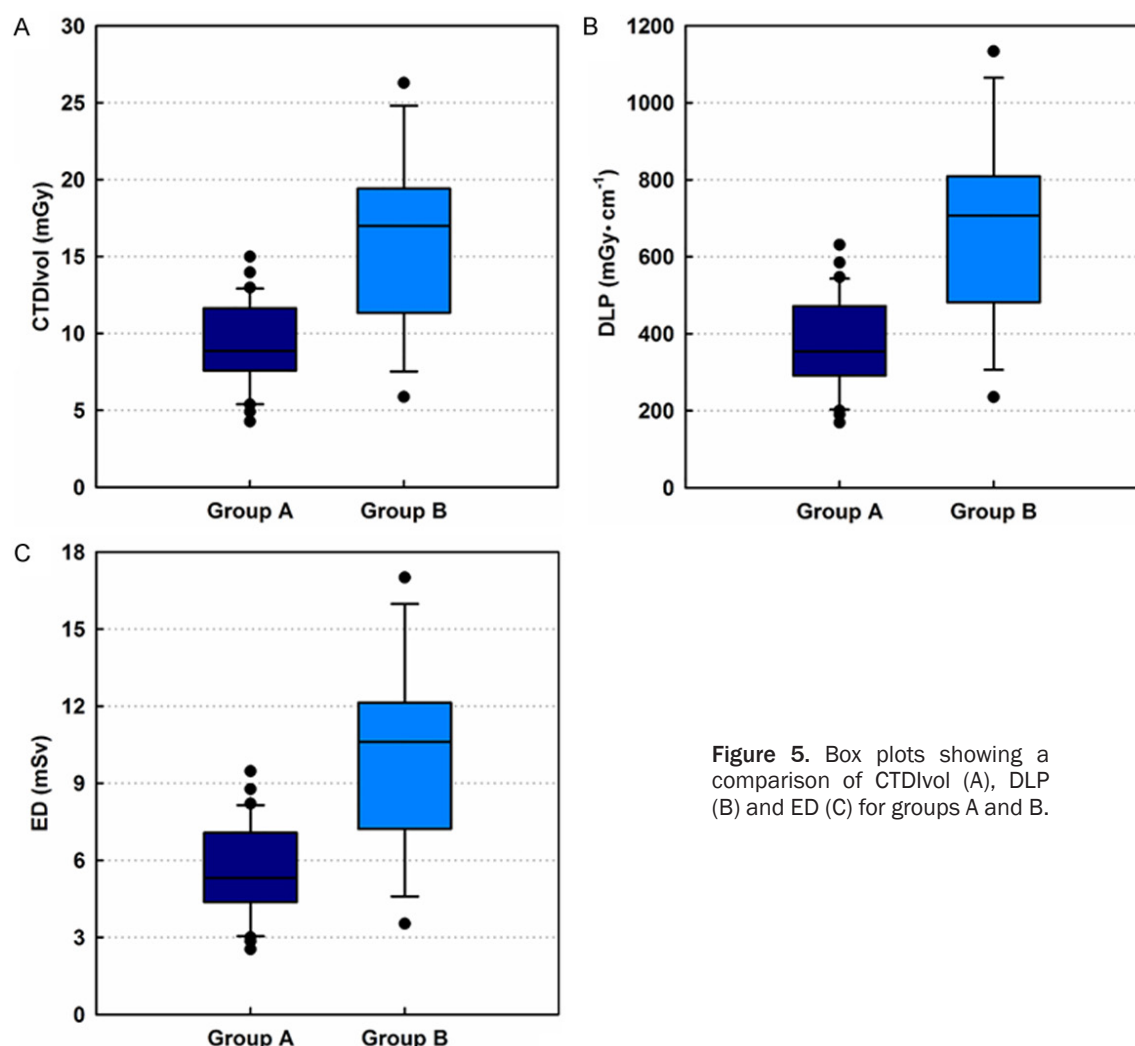 A
30
25
20
15
10
5
0
CTDIvol (mGy)
Group A Group B
B
1200
1000
800
600
400
200
0
DLP (mGy·cm⁻¹)
Group A Group B
C
18
15
12
9
6
3
0
ED (mSv)
Group A Group B
Figure 5. Box plots showing a
comparison of CTDIvol (A), DLP
(B) and ED (C) for groups A and B.